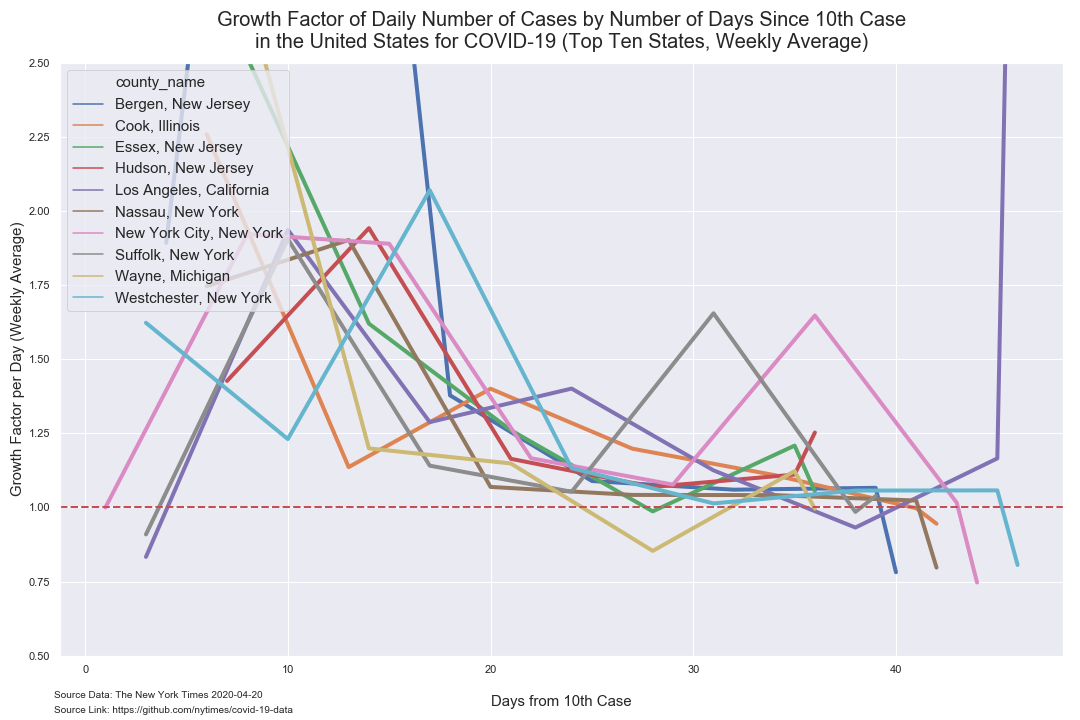 Growth Factor of Daily Number of Cases by Number of Days Since 10th Case
in the United States for COVID-19 (Top Ten States, Weekly Average)
Growth Factor per Day (Weekly Average)
2.50
2.25
2.00
1.75
1.50
1.25
1.00
0.75
0.50
county_name
Bergen, New Jersey
Cook, Illinois
Essex, New Jersey
Hudson, New Jersey
Los Angeles, California
Nassau, New York
New York City, New York
Suffolk, New York
Wayne, Michigan
Westchester, New York
0
10
20
30
40
Days from 10th Case
Source Data: The New York Times 2020-04-20
Source Link: https://github.com/nytimes/covid-19-data